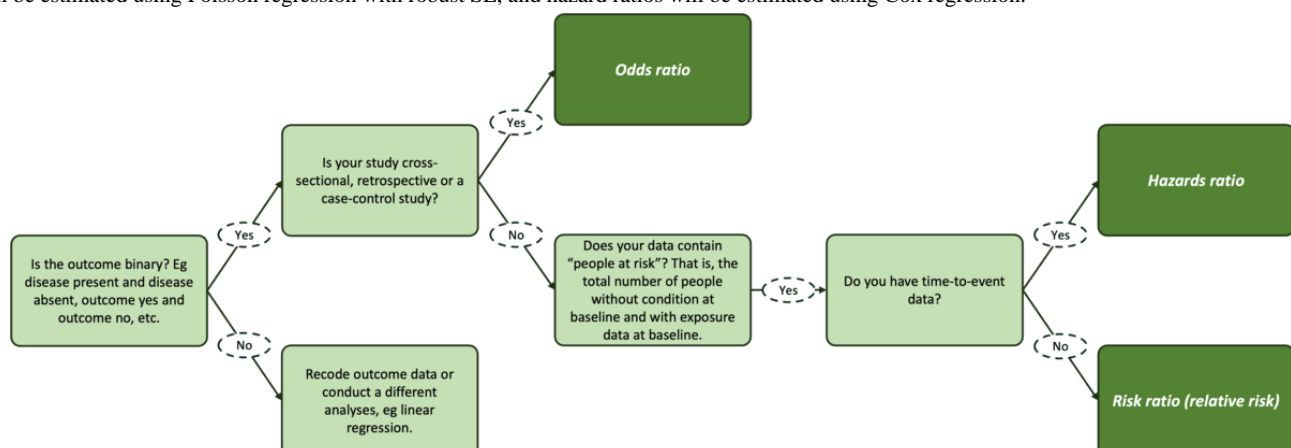 be estimated using Poisson regression with robust SE, and hazard ratios will be estimated using Cox regression.
Odds ratio
Yes
Is your study cross-
sectional, retrospective or a
case-control study?
Hazards ratio
Yes
No
Yes
Is the outcome binary? Eg
disease present and disease
absent, outcome yes and
outcome no, etc.
Does your data contain
“people at risk”? That is, the
total number of people
without condition at
baseline and with exposure
data at baseline.
Yes
Do you have time-to-event
data?
No
No
Recode outcome data or
conduct a different
analyses, eg linear
regression.
Risk ratio (relative risk)